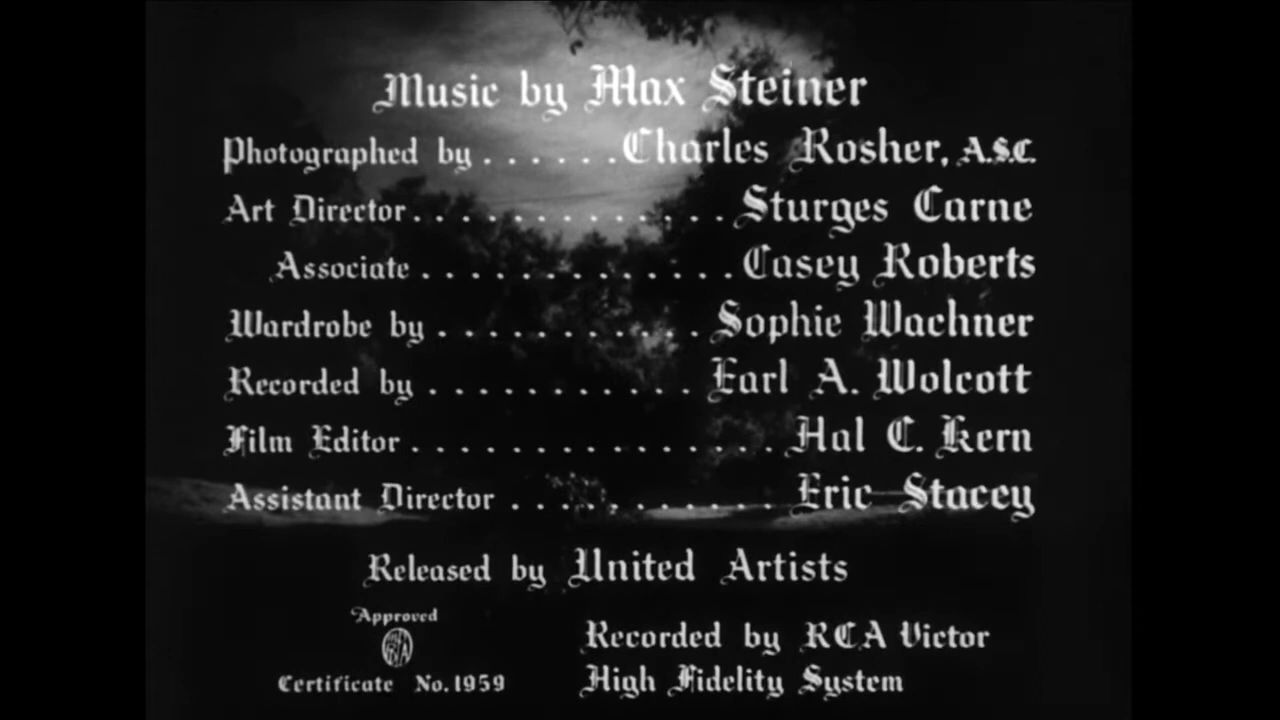 Music by Max Steiner
Photographed by ...... Charles Rosher, A.S.C.
Art Director ............. Sturges Carne
Associate ............. Casey Roberts
Wardrobe by ........... Sophie Wachner
Recorded by ........... Earl A. Wolcott
Film Editor ............... Hal C. Kern
Assistant Director ........... Eric Stacey
Released by United Artists
Approved
Certificate No. 1959
Recorded by RCA Victor
High Fidelity System